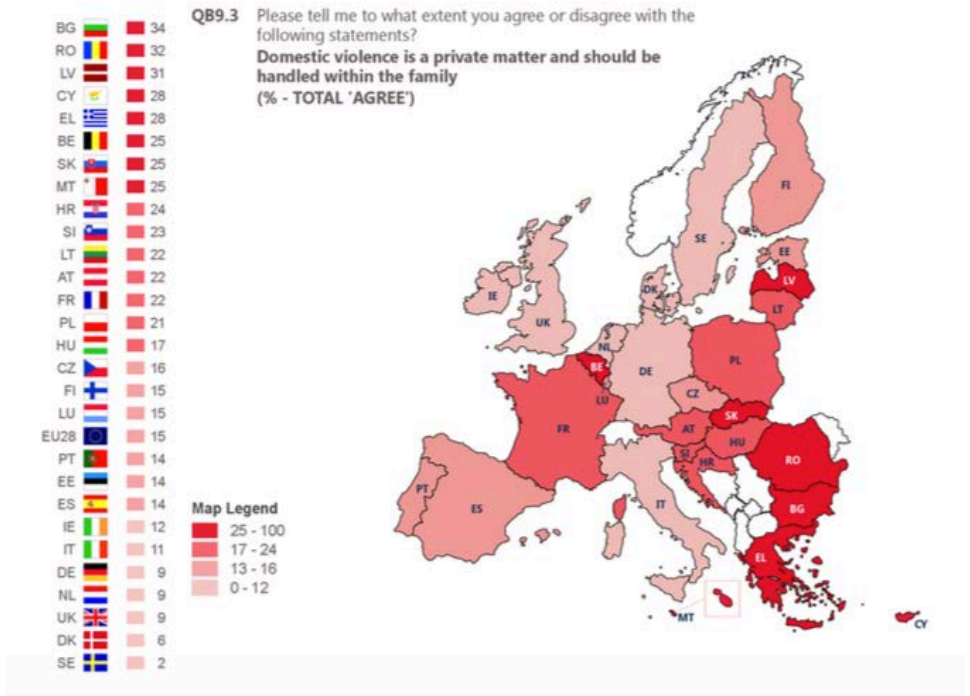 QB9.3 Please tell me to what extent you agree or disagree with the
following statements?
Domestic violence is a private matter and should be
handled within the family
(% - TOTAL 'AGREE')
BG 34
RO 32
LV 31
CY 28
EL 28
BE 25
SK 25
MT 25
HR 24
SI 23
LT 22
AT 22
FR 22
PL 21
HU 17
CZ 16
FI 15
LU 15
EU28 15
PT 14
EE 14
ES 14
IE 12
IT 11
DE 9
NL 9
UK 9
DK 6
SE 2
Map Legend
25 - 100
17 - 24
13 - 16
0 - 12
FI
SE
EE
LV
LT
DK
IE
UK
NL
BE
DE
PL
LU
CZ
SK
FR
AT
HU
SI
HR
RO
PT
ES
IT
BG
EL
MT
CY